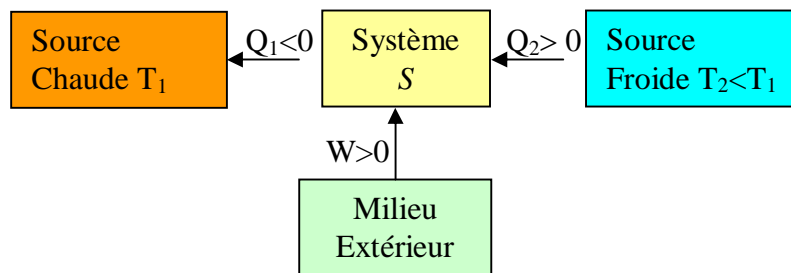 Source
Chaude T₁
Q₁<0
Système
S
Q₂> 0
Source
Froide T₂<T₁
W>0
Milieu
Extérieur